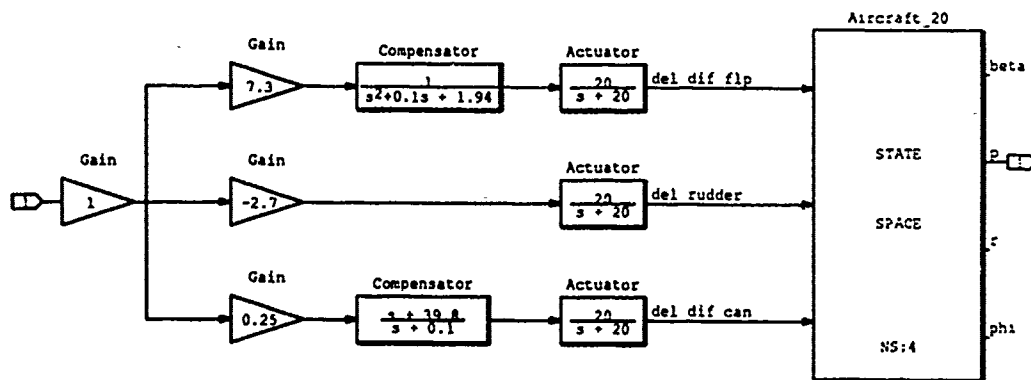 Aircraft_20
Gain
Compensator
Actuator
7.3
1
s²+0.1s + 1.94
20
s + 20
del dif flp
beta
Gain
Gain
Actuator
STATE
p
1
-2.7
20
s + 20
del rudder
SPACE
r
Gain
Compensator
Actuator
0.25
s + 39.8
s + 0.1
20
s + 20
del dif can
phi
NS:4